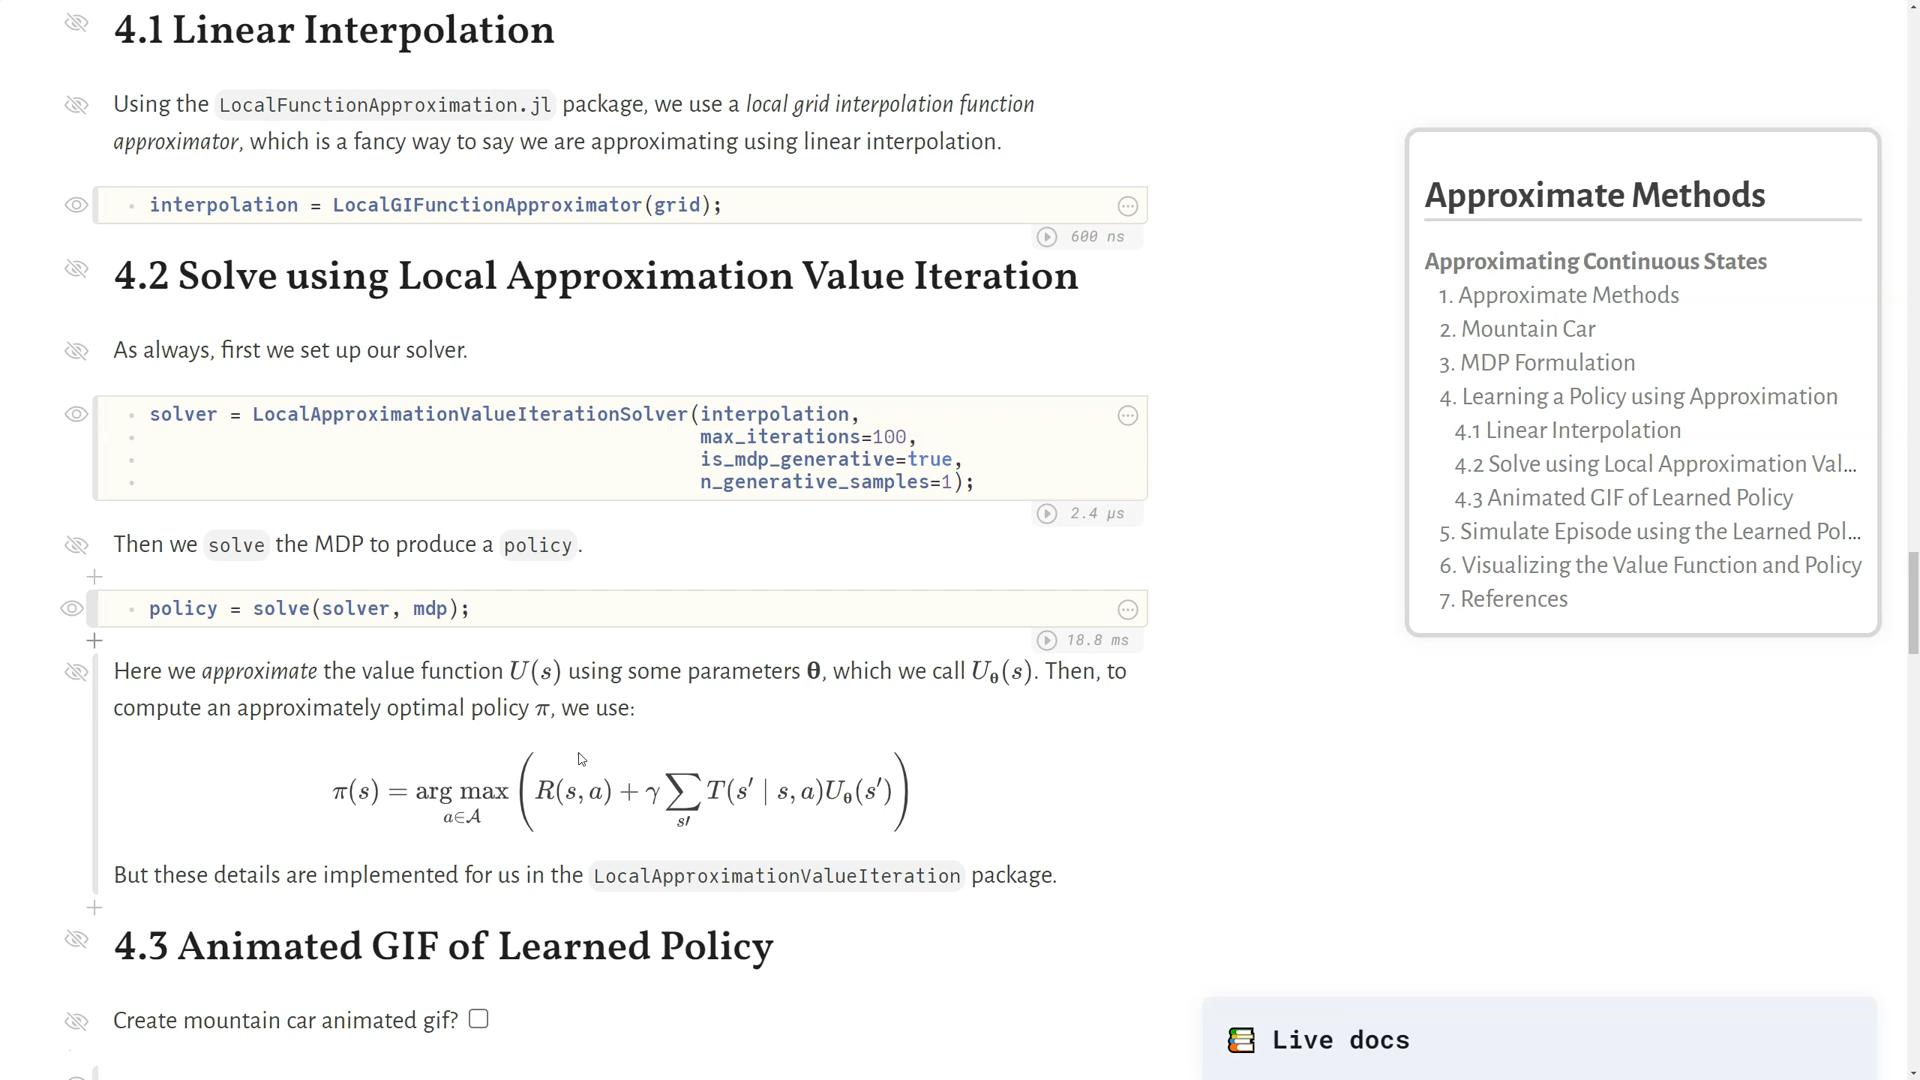 4.1 Linear Interpolation
Using the LocalFunctionApproximation.jl package, we use a local grid interpolation function
approximator, which is a fancy way to say we are approximating using linear interpolation.
interpolation = LocalGIFunctionApproximator(grid);
600 ns
4.2 Solve using Local Approximation Value Iteration
As always, first we set up our solver.
solver = LocalApproximationValueIterationSolver(interpolation,
max_iterations=100,
is_mdp_generative=true,
n_generative_samples=1);
2.4 μs
Then we solve the MDP to produce a policy.
policy = solve(solver, mdp);
18.8 ms
Here we approximate the value function U(s) using some parameters θ, which we call U_θ(s). Then, to
compute an approximately optimal policy π, we use:
π(s) = arg max_{a∈𝒜} ( R(s, a) + γ ∑_{s′} T(s′ | s, a)U_θ(s′) )
But these details are implemented for us in the LocalApproximationValueIteration package.
4.3 Animated GIF of Learned Policy
Create mountain car animated gif?
Approximate Methods
Approximating Continuous States
1. Approximate Methods
2. Mountain Car
3. MDP Formulation
4. Learning a Policy using Approximation
4.1 Linear Interpolation
4.2 Solve using Local Approximation Val...
4.3 Animated GIF of Learned Policy
5. Simulate Episode using the Learned Pol...
6. Visualizing the Value Function and Policy
7. References
Live docs